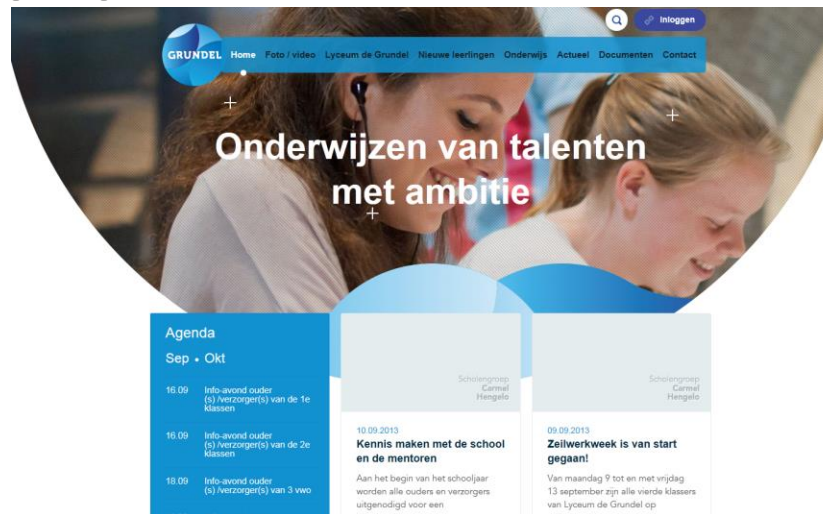 Inloggen
GRUNDEL
Home Foto / video Lyceum de Grundel Nieuwe leerlingen Onderwijs Actueel Documenten Contact
Onderwijzen van talenten
met ambitie
Agenda
Sep • Okt
16.09 Info-avond ouder
(s) /verzorger(s) van de 1e
klassen
16.09 Info-avond ouder
(s) /verzorger(s) van de 2e
klassen
18.09 Info-avond ouder
(s) /verzorger(s) van 3 vwo
Scholengroep
Carmel
Hengelo
10.09.2013
Kennis maken met de school
en de mentoren
Aan het begin van het schooljaar
worden alle ouders en verzorgers
uitgenodigd voor een
Scholengroep
Carmel
Hengelo
09.09.2013
Zeilwerkweek is van start
gegaan!
Van maandag 9 tot en met vrijdag
13 september zijn alle vierde klassers
van Lyceum de Grundel op